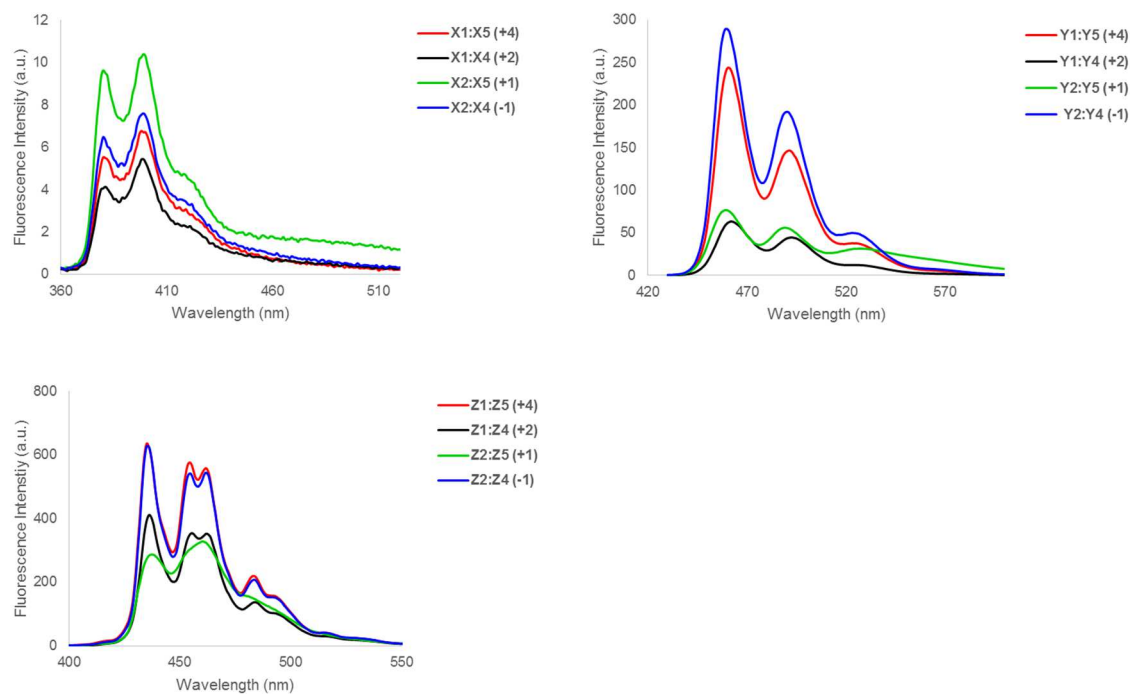 12
10
8
6
4
2
0
360
410
460
510
Fluorescence Intensity (a.u.)
Wavelength (nm)
X1:X5 (+4)
X1:X4 (+2)
X2:X5 (+1)
X2:X4 (-1)
300
250
200
150
100
50
0
420
470
520
570
Fluorescence Intensity (a.u.)
Wavelength (nm)
Y1:Y5 (+4)
Y1:Y4 (+2)
Y2:Y5 (+1)
Y2:Y4 (-1)
800
600
400
200
0
400
450
500
550
Fluorescence Intenstiy (a.u.)
Wavelength (nm)
Z1:Z5 (+4)
Z1:Z4 (+2)
Z2:Z5 (+1)
Z2:Z4 (-1)